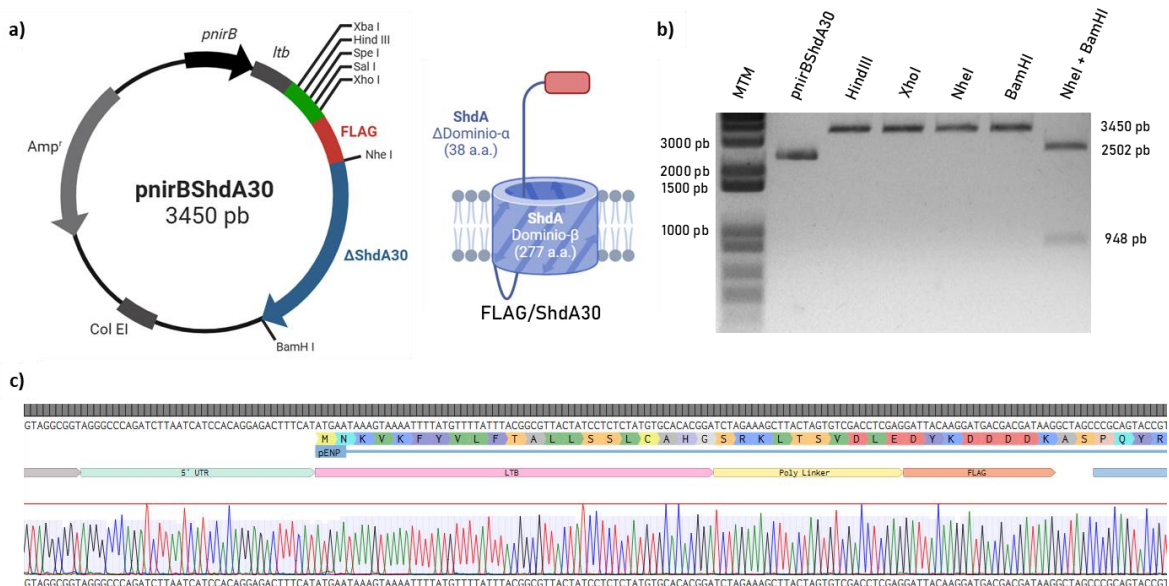 a)
pnirB
ltb
Xba I
Hind III
Spe I
Sal I
Xho I
FLAG
Nhe I
Ampʳ
pnirBShdA30
3450 pb
ΔShdA30
Col EI
BamH I
ShdA
ΔDominio-α
(38 a.a.)
ShdA
Dominio-β
(277 a.a.)
FLAG/ShdA30
b)
MTM
pnirBShdA30
HindIII
XhoI
NheI
BamHI
NheI + BamHI
3000 pb
2000 pb
1500 pb
1000 pb
3450 pb
2502 pb
948 pb
c)
GTAGGCGGTAGGGCCCAGATCTTAATCATCCACAGGAGACTTTCATATGAATAAAGTAAAATTTTATGTTTTATTTACGGCGTTACTATCCTCTCTATGTGCACACGGATCTAGAAAGCTTACTAGTGTCGACCTCGAGGATTACAAGGATGACGACGATAAGGCTAGCCCGCAGTACCGT
M N K V K F Y V L F T A L L S S L C A H G S R K L T S V D L E D Y K D D D D K A S P Q Y R
pENP
5' UTR
LTB
Poly Linker
FLAG
GTAGGCGGTAGGGCCCAGATCTTAATCATCCACAGGAGACTTTCATATGAATAAAGTAAAATTTTATGTTTTATTTACGGCGTTACTATCCTCTCTATGTGCACACGGATCTAGAAAGCTTACTAGTGTCGACCTCGAGGATTACAAGGATGACGACGATAAGGCTAGCCCGCAGTACCGT